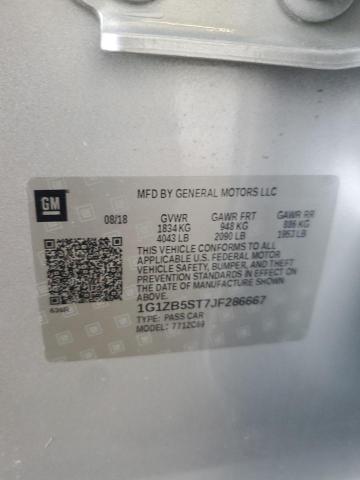 GM
MFD BY GENERAL MOTORS LLC
08/18 GVWR GAWR FRT GAWR RR
1834 KG 948 KG 886 KG
4043 LB 2090 LB 1953 LB
THIS VEHICLE CONFORMS TO ALL
APPLICABLE U.S. FEDERAL MOTOR
VEHICLE SAFETY, BUMPER, AND THEFT
PREVENTION STANDARDS IN EFFECT
ON THE DATE OF MANUFACTURE SHOWN
ABOVE.
1G1ZB5ST7JF286667
TYPE: PASS CAR
MODEL: